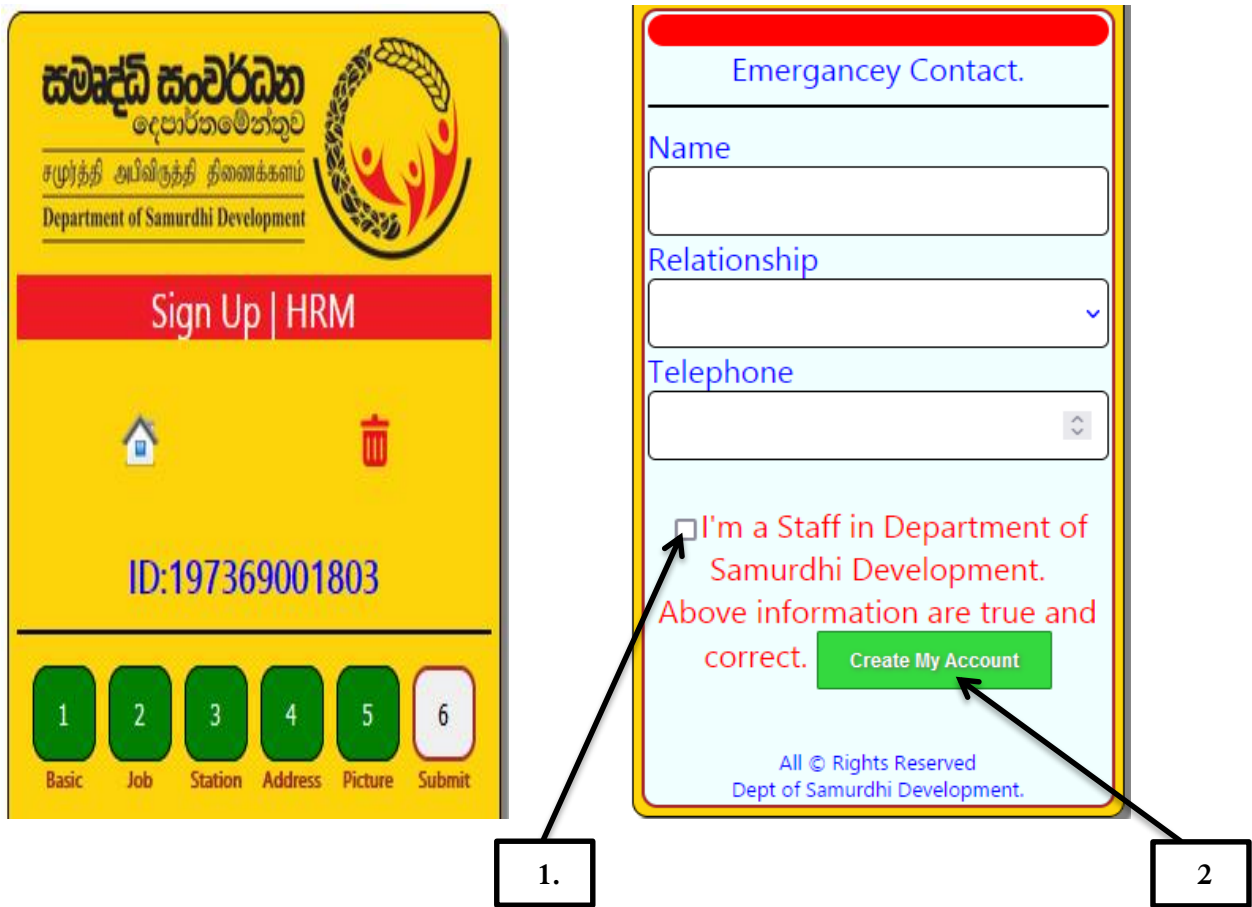 සමෘද්ධි සංවර්ධන
දෙපාර්තමේන්තුව
சமுர்த்தி அபிவிருத்தி திணைக்களம்
Department of Samurdhi Development
Sign Up | HRM
ID:197369001803
1 2 3 4 5 6
Basic Job Station Address Picture Submit
Emergancey Contact.
Name
Relationship
Telephone
I'm a Staff in Department of
Samurdhi Development.
Above information are true and
correct. Create My Account
All © Rights Reserved
Dept of Samurdhi Development.
1.
2